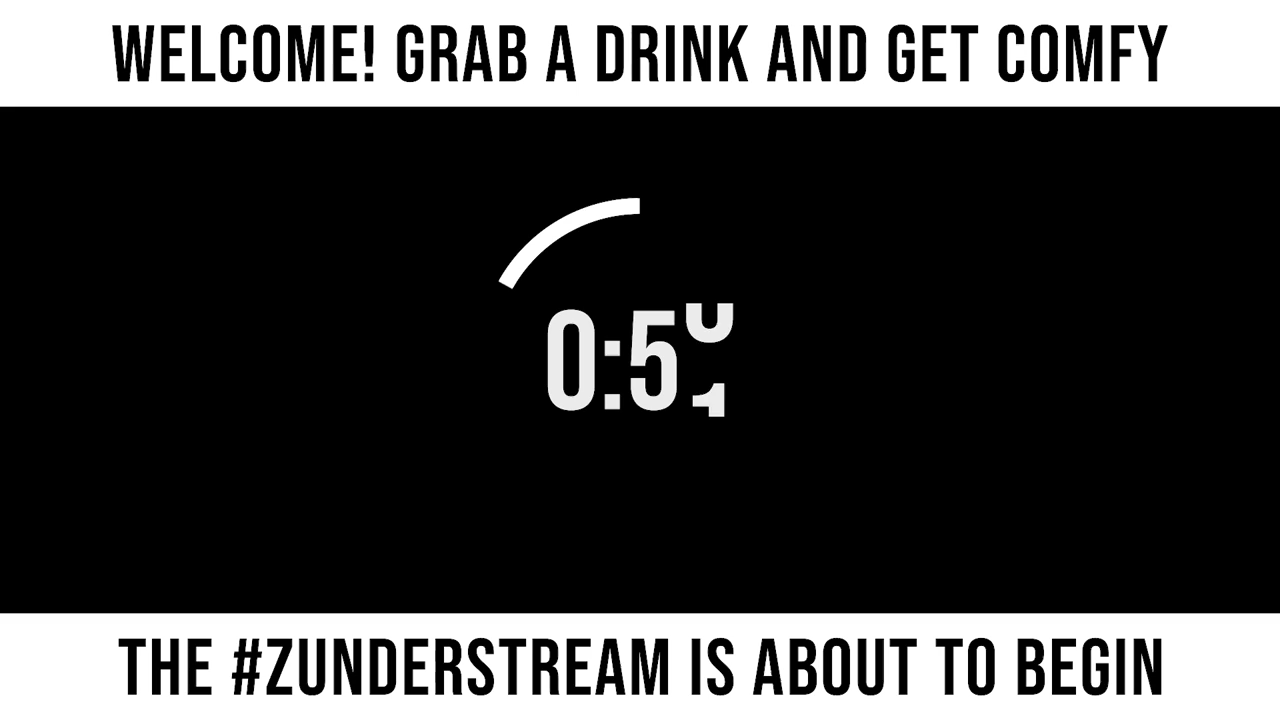 WELCOME! GRAB A DRINK AND GET COMFY
0:5
THE #ZUNDERSTREAM IS ABOUT TO BEGIN